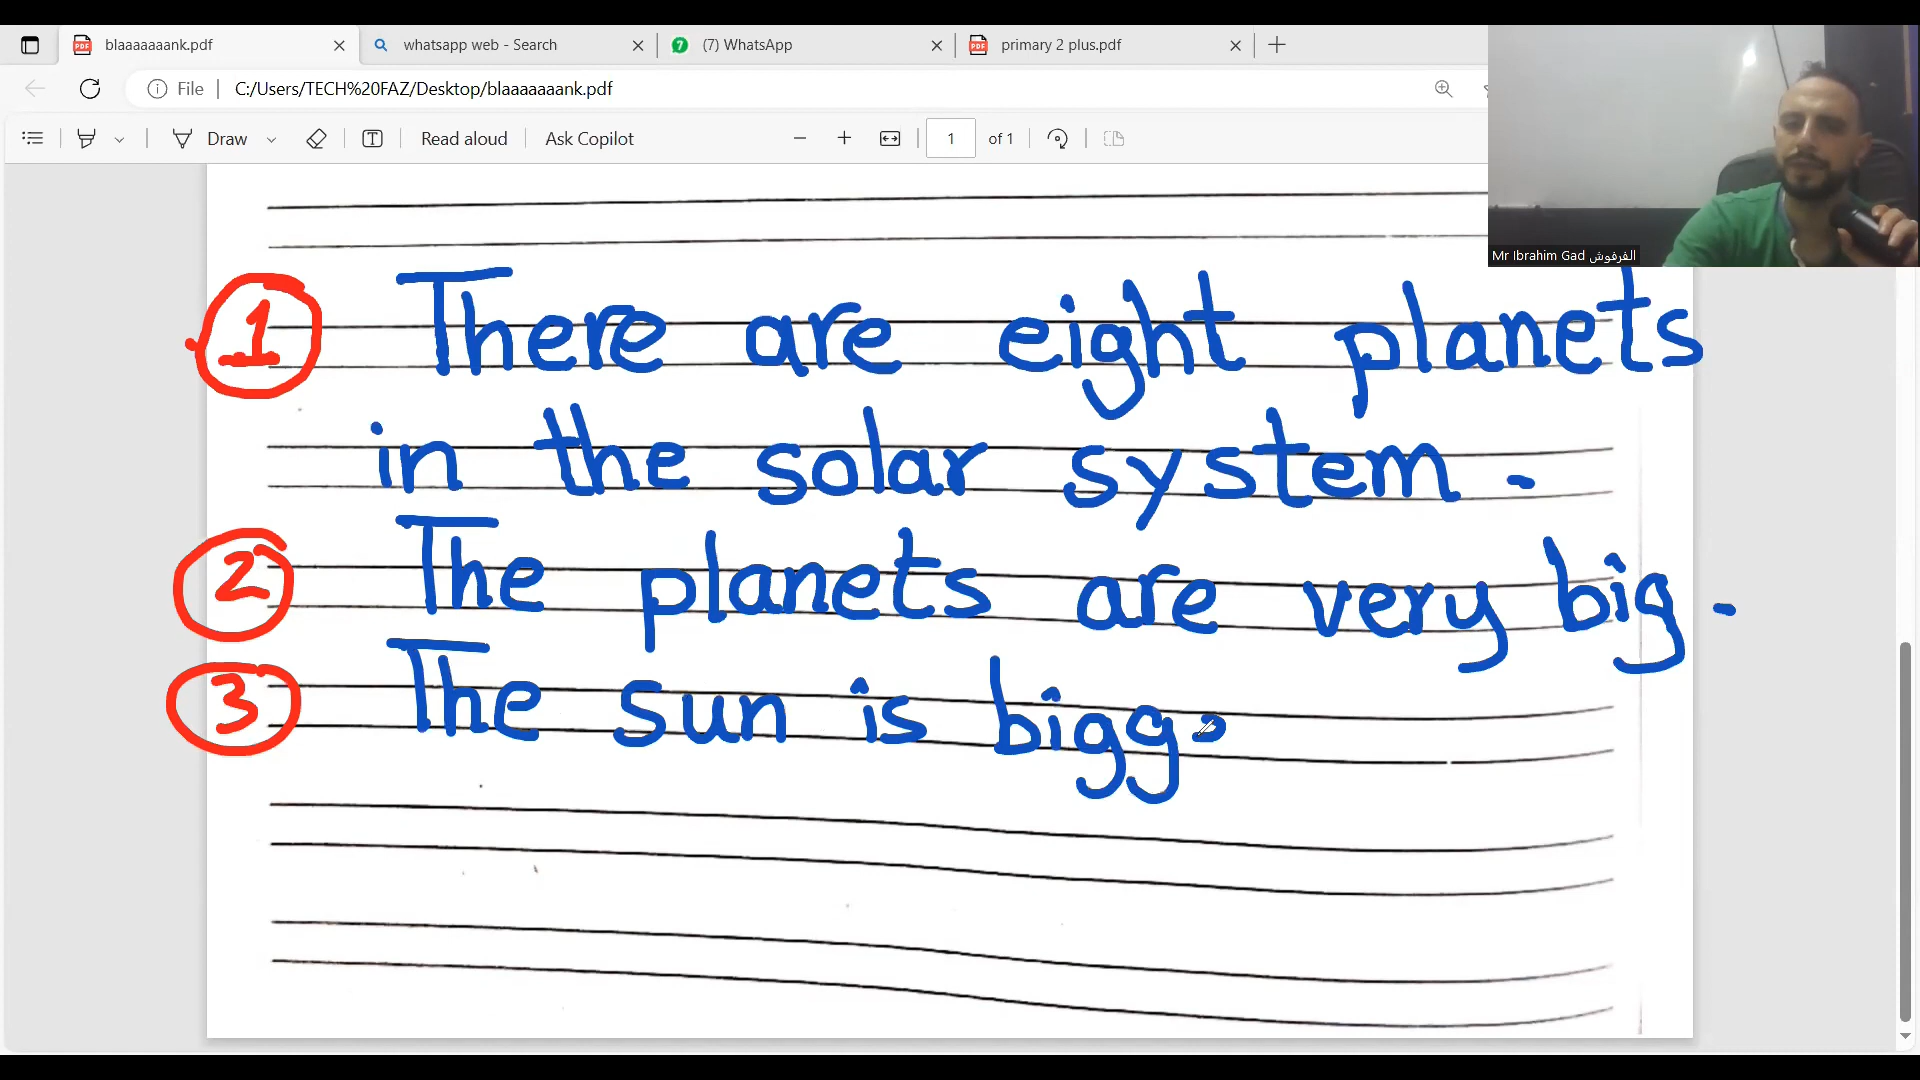 blaaaaaaank.pdf
whatsapp web - Search
(7) WhatsApp
primary 2 plus.pdf
File
C:/Users/TECH%20FAZ/Desktop/blaaaaaaank.pdf
Draw
Read aloud
Ask Copilot
1 of 1
Mr Ibrahim Gad القرفوش
1 There are eight planets
in the solar system.
2 The planets are very big.
3 The sun is bigg